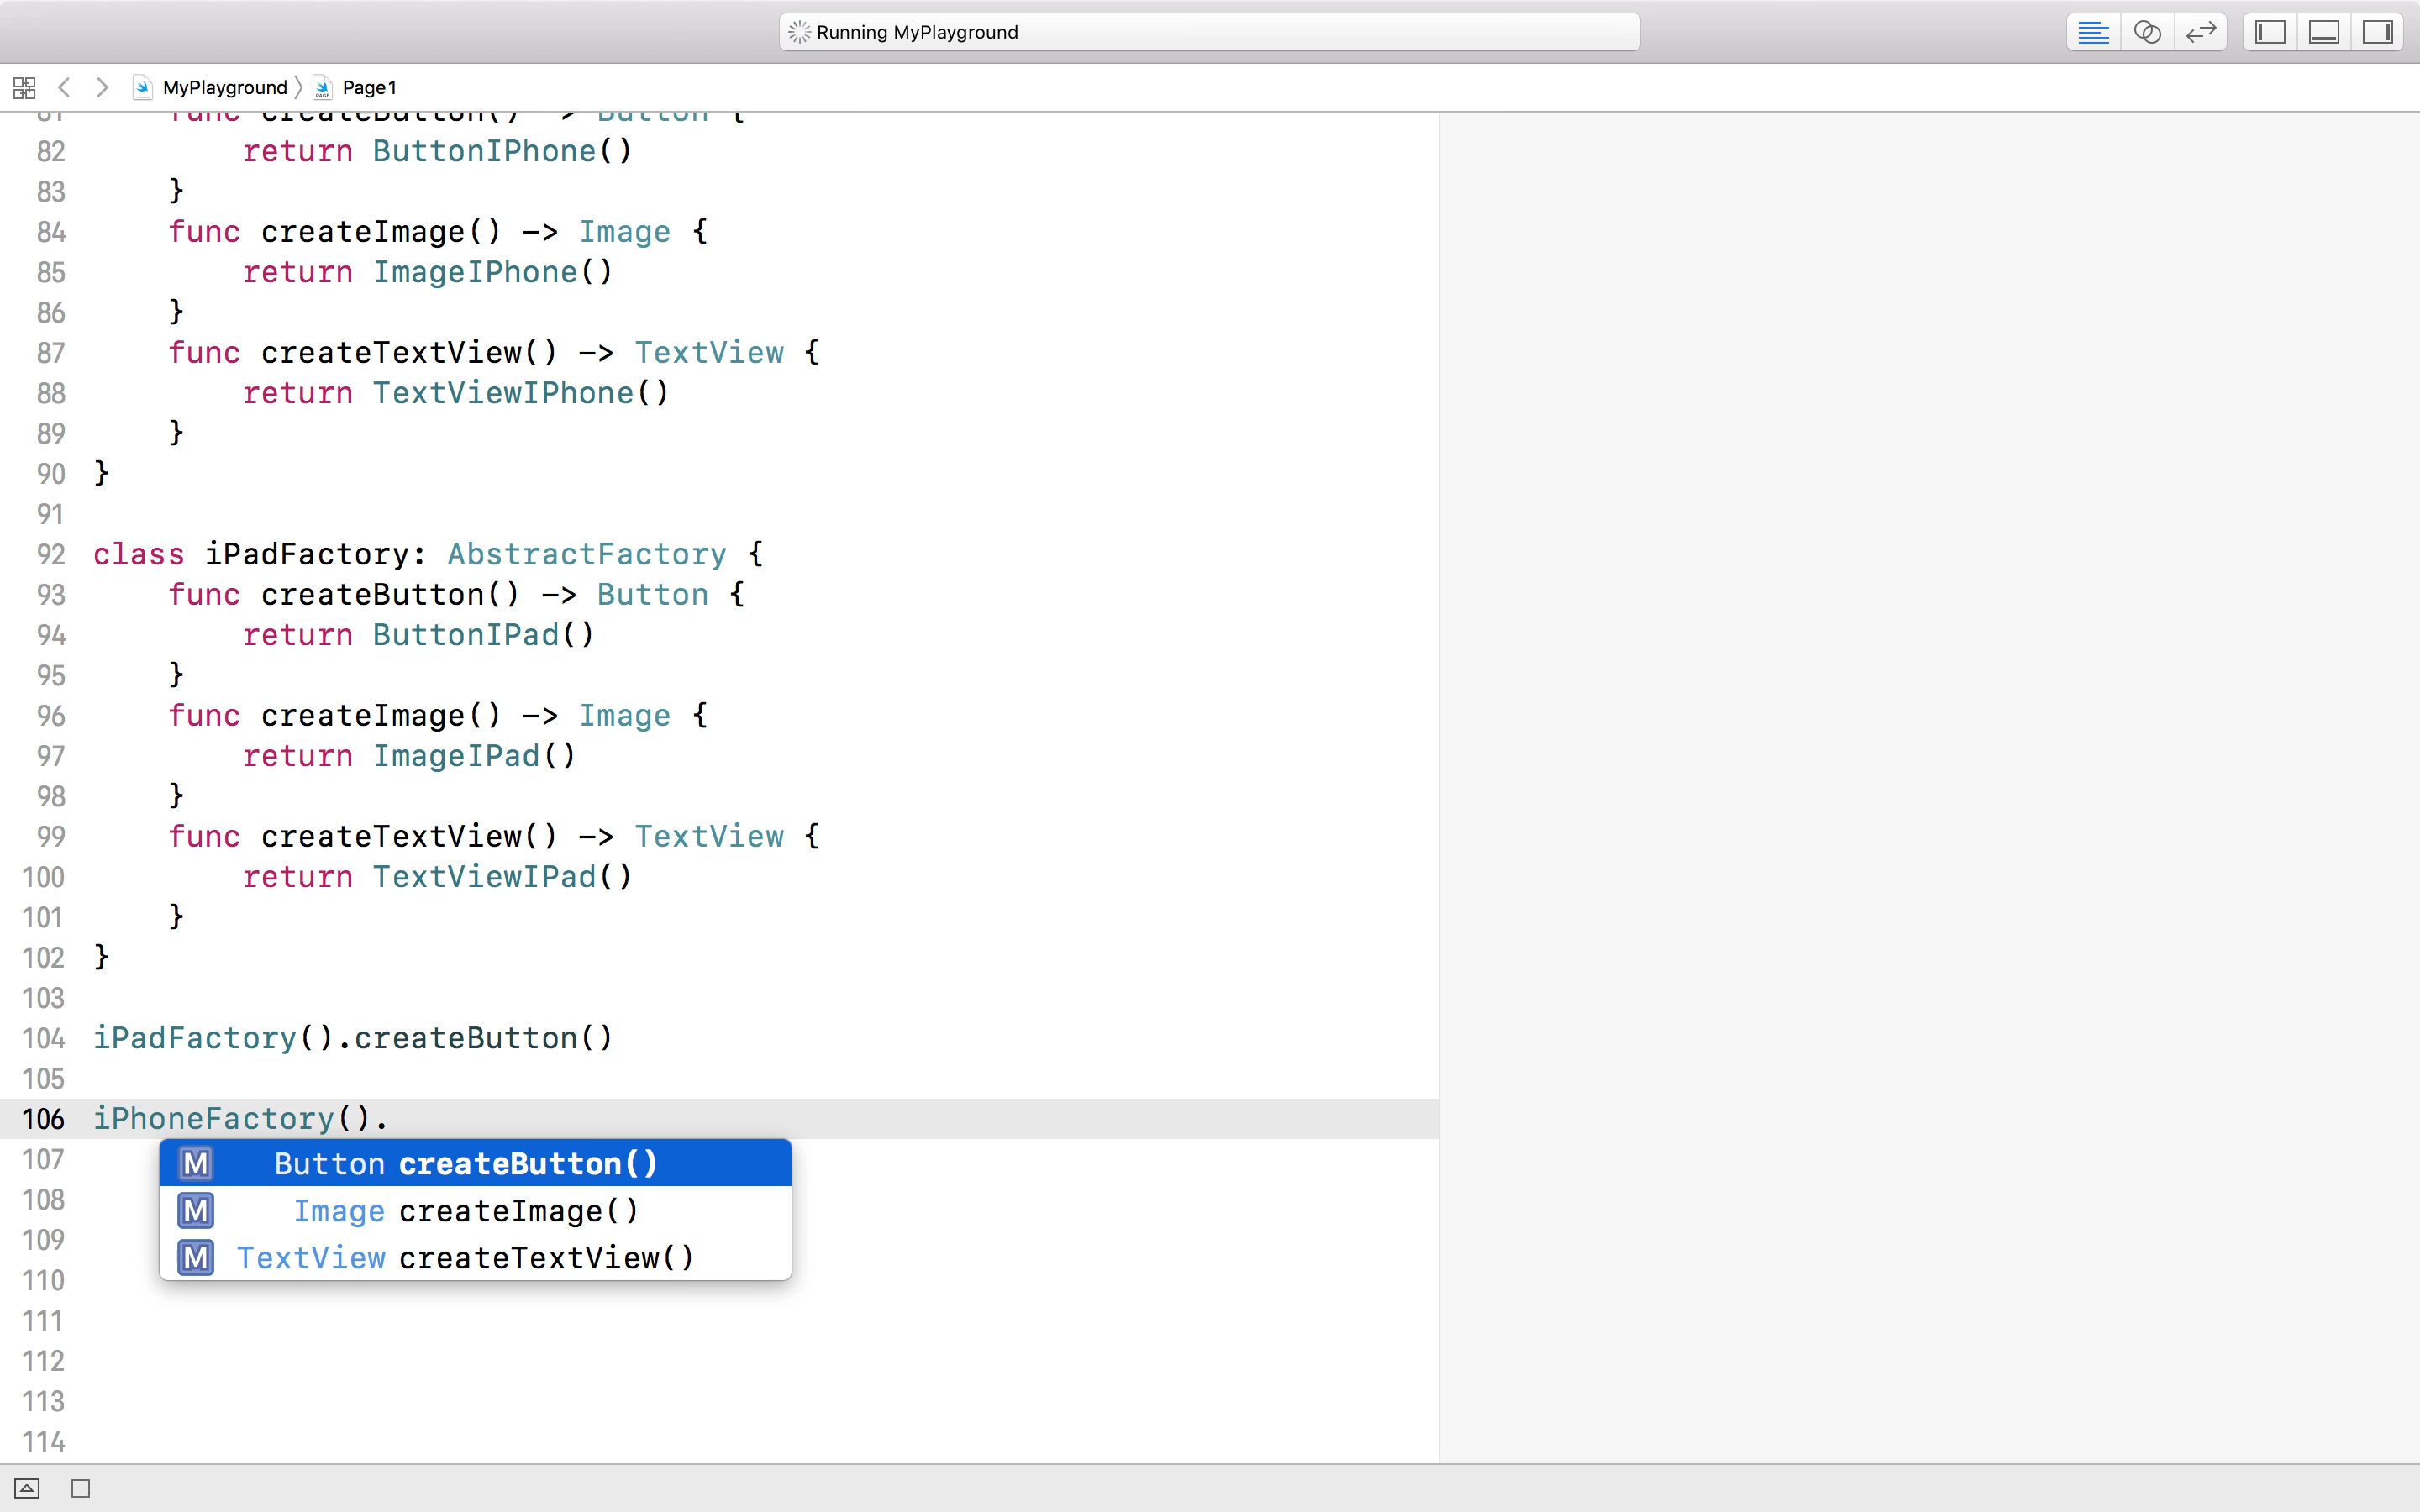 Running MyPlayground
MyPlayground 〉 Page1
81 func createButton() -> Button {
82 return ButtonIPhone()
83 }
84 func createImage() -> Image {
85 return ImageIPhone()
86 }
87 func createTextView() -> TextView {
88 return TextViewIPhone()
89 }
90 }
91
92 class iPadFactory: AbstractFactory {
93 func createButton() -> Button {
94 return ButtonIPad()
95 }
96 func createImage() -> Image {
97 return ImageIPad()
98 }
99 func createTextView() -> TextView {
100 return TextViewIPad()
101 }
102 }
103
104 iPadFactory().createButton()
105
106 iPhoneFactory().
107
M Button createButton()
108
M Image createImage()
109
M TextView createTextView()
110
111
112
113
114